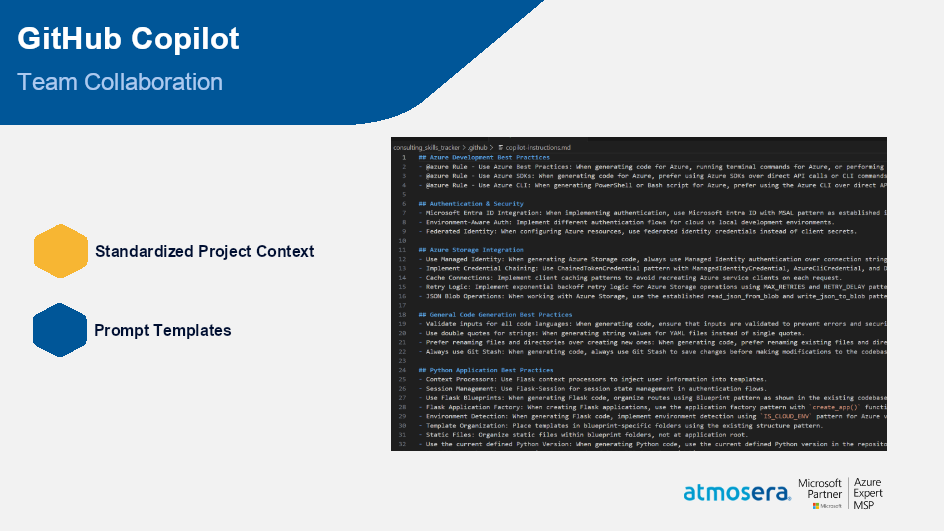 GitHub Copilot
Team Collaboration
Standardized Project Context
Prompt Templates
consulting_skills_tracker > .github > copilot-instructions.md
1 ## Azure Development Best Practices
2 - @azure Rule - Use Azure Best Practices: When generating code for Azure, running terminal commands for Azure, or performing
3 - @azure Rule - Use Azure SDKs: When generating code for Azure, prefer using Azure SDKs over direct API calls or CLI commands
4 - @azure Rule - Use Azure CLI: When generating PowerShell or Bash script for Azure, prefer using the Azure CLI over direct AP
5
6 ## Authentication & Security
7 - Microsoft Entra ID Integration: When implementing authentication, use Microsoft Entra ID with MSAL pattern as established i
8 - Environment-Aware Auth: Implement different authentication flows for cloud vs local development environments.
9 - Federated Identity: When configuring Azure resources, use federated identity credentials instead of client secrets.
10
11 ## Azure Storage Integration
12 - Use Managed Identity: When generating Azure Storage code, always use Managed Identity authentication over connection string
13 - Implement Credential Chaining: Use ChainedTokenCredential pattern with ManagedIdentityCredential, AzureCliCredential, and D
14 - Cache Connections: Implement client caching patterns to avoid recreating Azure service clients on each request.
15 - Retry Logic: Implement exponential backoff retry logic for Azure Storage operations using MAX_RETRIES and RETRY_DELAY patte
16 - JSON Blob Operations: When working with Azure Storage, use the established read_json_from_blob and write_json_to_blob patte
17
18 ## General Code Generation Best Practices
19 - Validate inputs for all code languages: When generating code, ensure that inputs are validated to prevent errors and securi
20 - Use double quotes for strings: When generating string values for YAML files instead of single quotes.
21 - Prefer renaming files and directories over creating new ones: When generating code, prefer renaming existing files and dire
22 - Always use Git Stash: When generating code, always use Git Stash to save changes before making modifications to the codebas
23
24 ## Python Application Best Practices
25 - Context Processors: Use Flask context processors to inject user information into templates.
26 - Session Management: Use Flask-Session for session state management in authentication flows.
27 - Use Flask Blueprints: When generating Flask code, organize routes using Blueprint pattern as shown in the existing codebase
28 - Flask Application Factory: When creating Flask applications, use the application factory pattern with `create_app()` functi
29 - Environment Detection: When generating Flask code, implement environment detection using `IS_CLOUD_ENV` pattern for Azure v
30 - Template Organization: Place templates in blueprint-specific folders using the existing structure pattern.
31 - Static Files: Organize static files within blueprint folders, not at application root.
32 - Use the current defined Python Version: When generating Python code, use the current defined Python version in the reposito
atmosera®
Microsoft
Partner
Microsoft
Azure
Expert
MSP